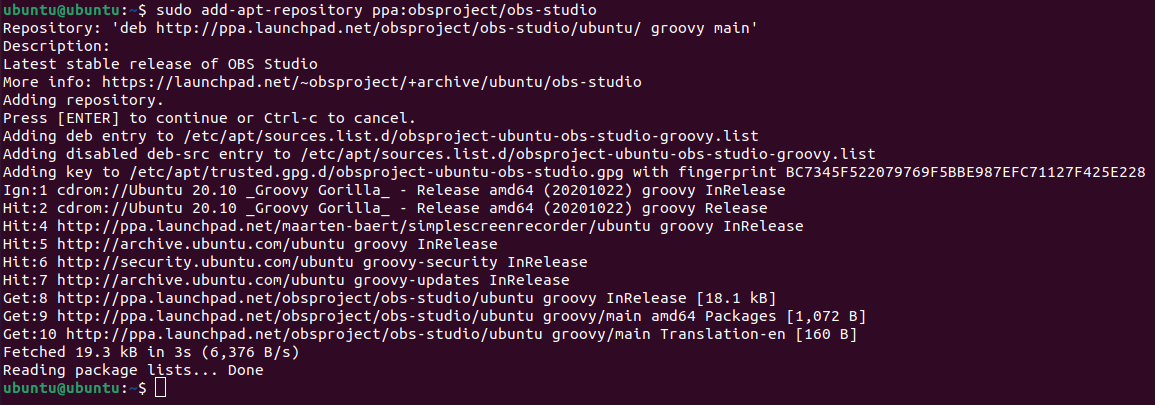 ubuntu@ubuntu:~$ sudo add-apt-repository ppa:obsproject/obs-studio
Repository: 'deb http://ppa.launchpad.net/obsproject/obs-studio/ubuntu/ groovy main'
Description:
Latest stable release of OBS Studio
More info: https://launchpad.net/~obsproject/+archive/ubuntu/obs-studio
Adding repository.
Press [ENTER] to continue or Ctrl-c to cancel.
Adding deb entry to /etc/apt/sources.list.d/obsproject-ubuntu-obs-studio-groovy.list
Adding disabled deb-src entry to /etc/apt/sources.list.d/obsproject-ubuntu-obs-studio-groovy.list
Adding key to /etc/apt/trusted.gpg.d/obsproject-ubuntu-obs-studio.gpg with fingerprint BC7345F522079769F5BBE987EFC71127F425E228
Ign:1 cdrom://Ubuntu 20.10 _Groovy Gorilla_ - Release amd64 (20201022) groovy InRelease
Hit:2 cdrom://Ubuntu 20.10 _Groovy Gorilla_ - Release amd64 (20201022) groovy Release
Hit:4 http://ppa.launchpad.net/maarten-baert/simplescreenrecorder/ubuntu groovy InRelease
Hit:5 http://archive.ubuntu.com/ubuntu groovy InRelease
Hit:6 http://security.ubuntu.com/ubuntu groovy-security InRelease
Hit:7 http://archive.ubuntu.com/ubuntu groovy-updates InRelease
Get:8 http://ppa.launchpad.net/obsproject/obs-studio/ubuntu groovy InRelease [18.1 kB]
Get:9 http://ppa.launchpad.net/obsproject/obs-studio/ubuntu groovy/main amd64 Packages [1,072 B]
Get:10 http://ppa.launchpad.net/obsproject/obs-studio/ubuntu groovy/main Translation-en [160 B]
Fetched 19.3 kB in 3s (6,376 B/s)
Reading package lists... Done
ubuntu@ubuntu:~$